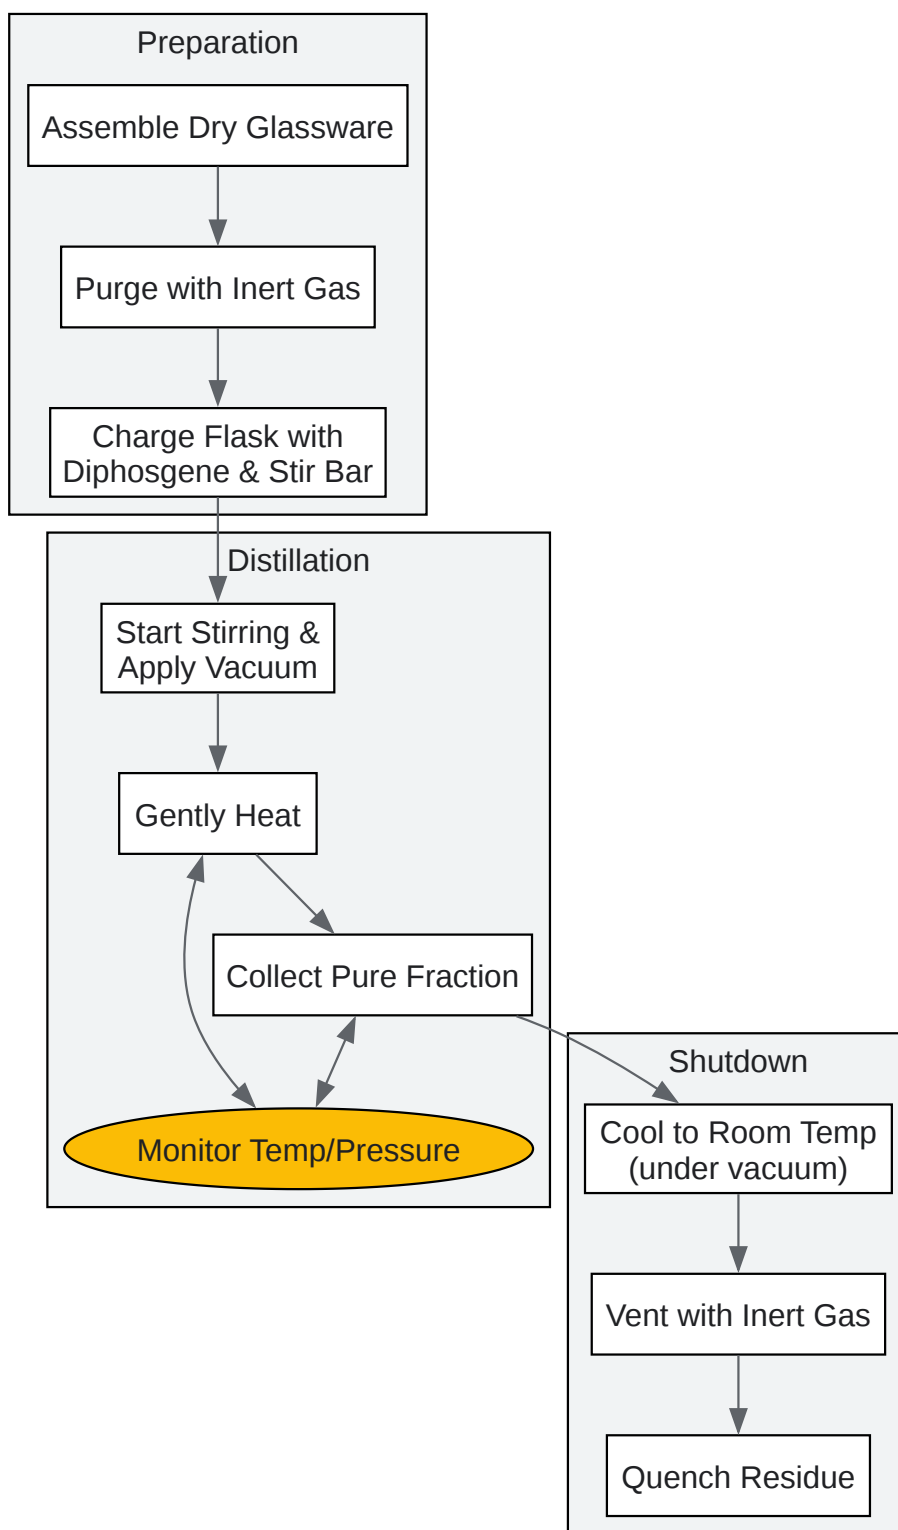 Preparation
Assemble Dry Glassware
Purge with Inert Gas
Charge Flask with
Diphosgene & Stir Bar
Distillation
Start Stirring &
Apply Vacuum
Gently Heat
Collect Pure Fraction
Monitor Temp/Pressure
Shutdown
Cool to Room Temp
(under vacuum)
Vent with Inert Gas
Quench Residue